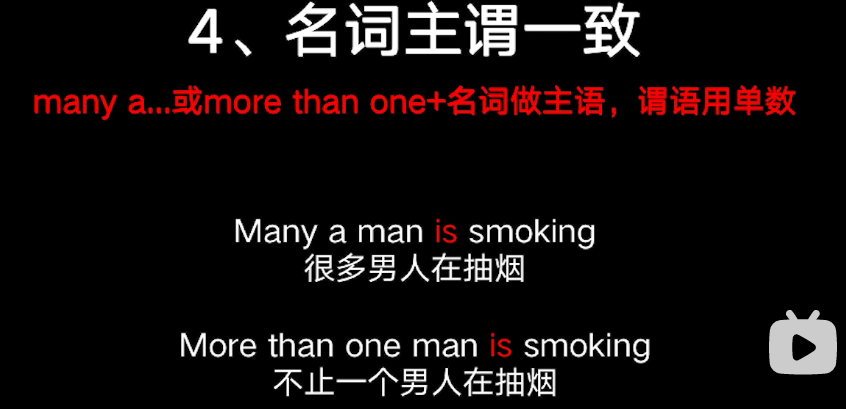 4、名词主谓一致
many a...或more than one+名词做主语，谓语用单数
Many a man is smoking
很多男人在抽烟
More than one man is smoking
不止一个男人在抽烟